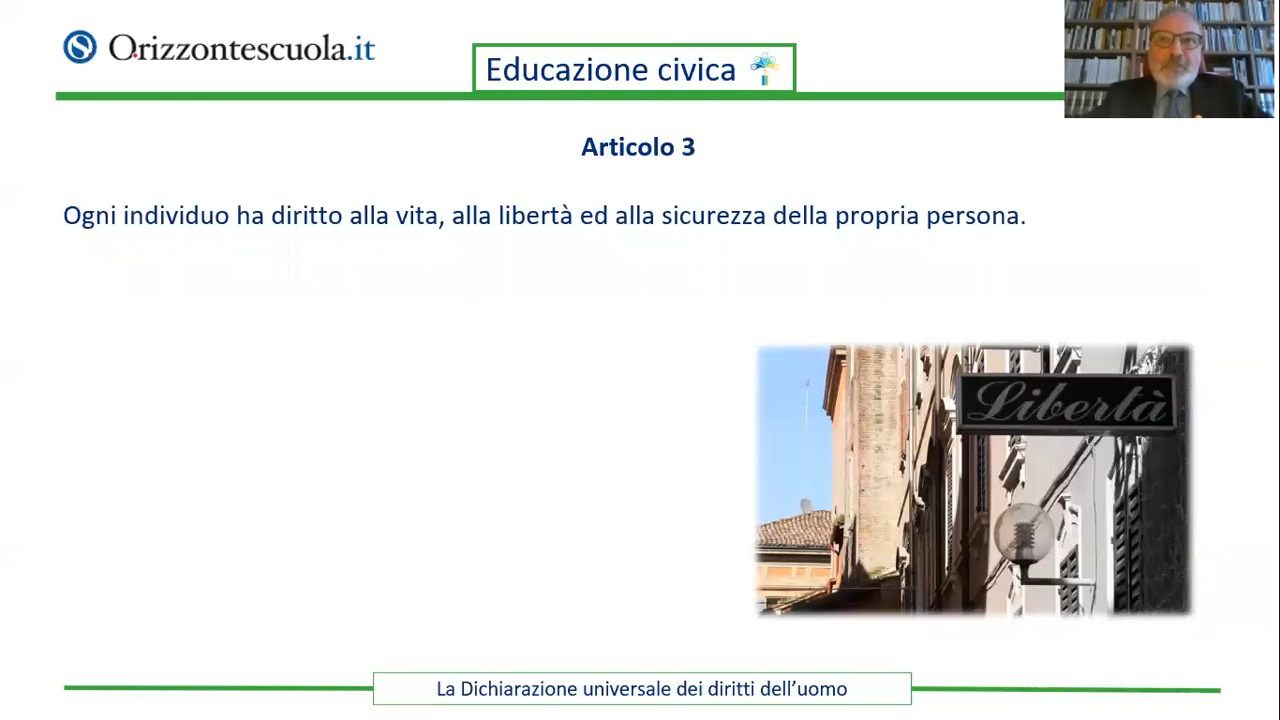 Orizzontescuola.it
Educazione civica
Articolo 3
Ogni individuo ha diritto alla vita, alla libertà ed alla sicurezza della propria persona.
Libertà
La Dichiarazione universale dei diritti dell’uomo